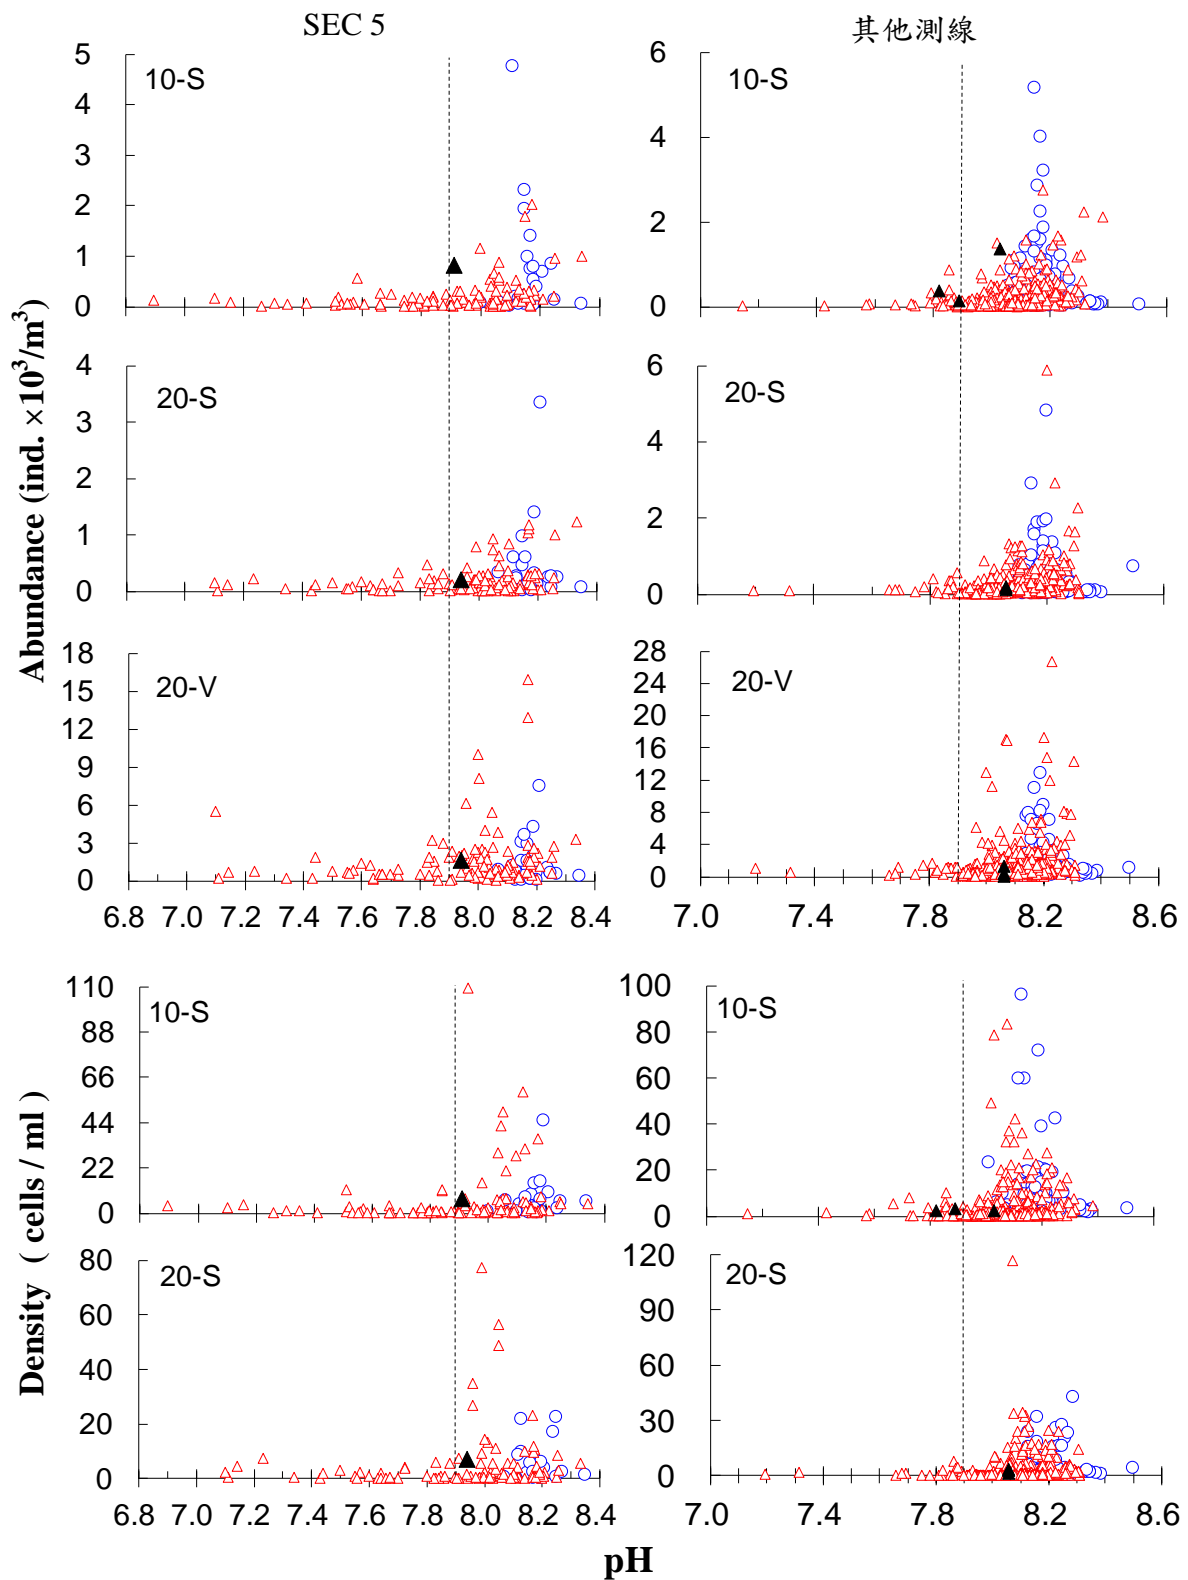 SEC 5
其他測線
5
4
3
2
1
0
10-S
6
4
2
0
10-S
4
3
2
1
0
20-S
6
4
2
0
20-S
18
15
12
9
6
3
0
20-V
6.8 7.0 7.2 7.4 7.6 7.8 8.0 8.2 8.4
28
24
20
16
12
8
4
0
20-V
7.0 7.4 7.8 8.2 8.6
Abundance (ind. ×10³/m³)
110
88
66
44
22
0
10-S
100
80
60
40
20
0
10-S
80
60
40
20
0
20-S
6.8 7.0 7.2 7.4 7.6 7.8 8.0 8.2 8.4
120
90
60
30
0
20-S
7.0 7.4 7.8 8.2 8.6
Density ( cells / ml )
pH